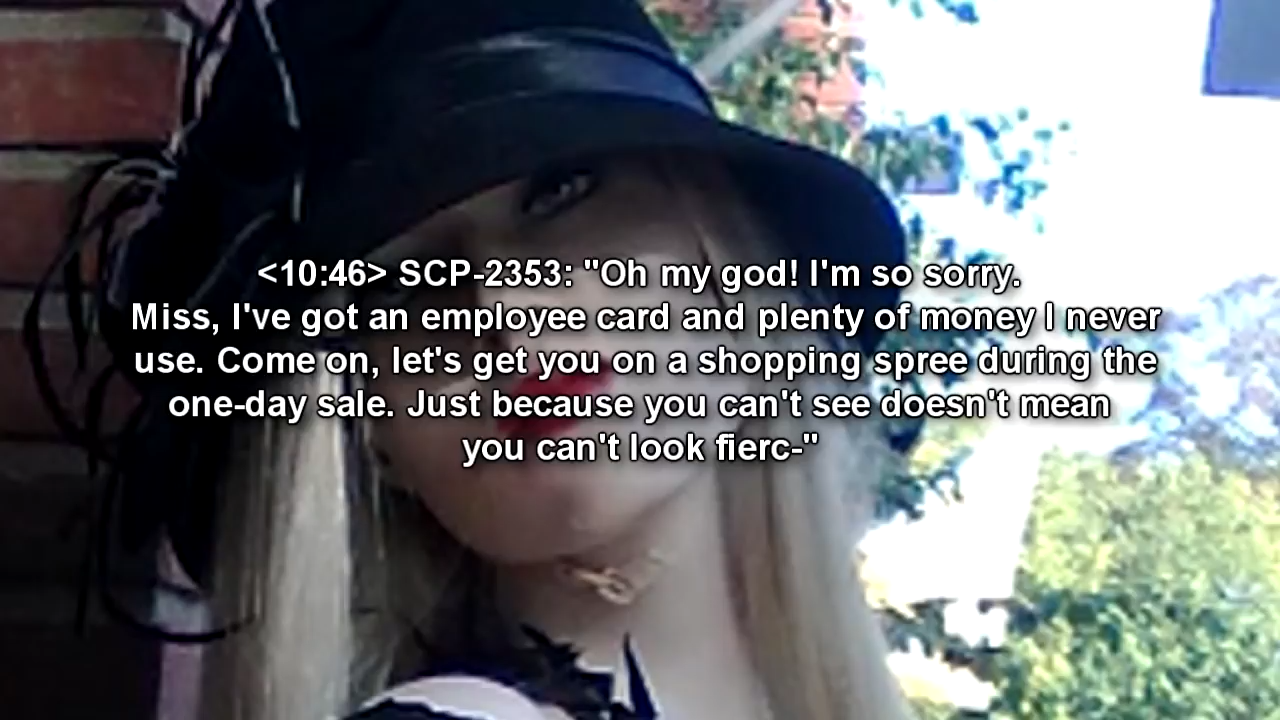 <10:46> SCP-2353: "Oh my god! I'm so sorry.
Miss, I've got an employee card and plenty of money I never
use. Come on, let's get you on a shopping spree during the
one-day sale. Just because you can't see doesn't mean
you can't look fierc-"